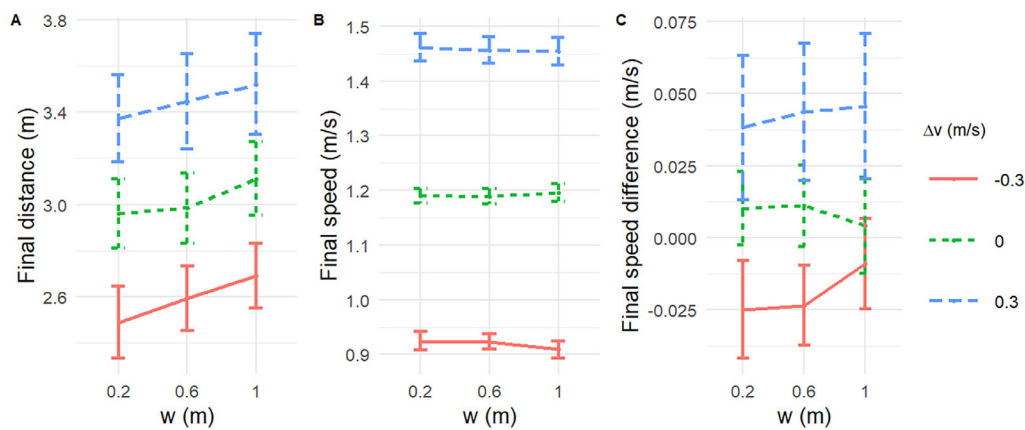 A
Final distance (m)
3.8
3.4
3.0
2.6
0.2 0.6 1
w (m)
B
Final speed (m/s)
1.5
1.4
1.3
1.2
1.1
1.0
0.9
0.2 0.6 1
w (m)
C
Final speed difference (m/s)
0.075
0.050
0.025
0.000
-0.025
0.2 0.6 1
w (m)
Δv (m/s)
-0.3
0
0.3